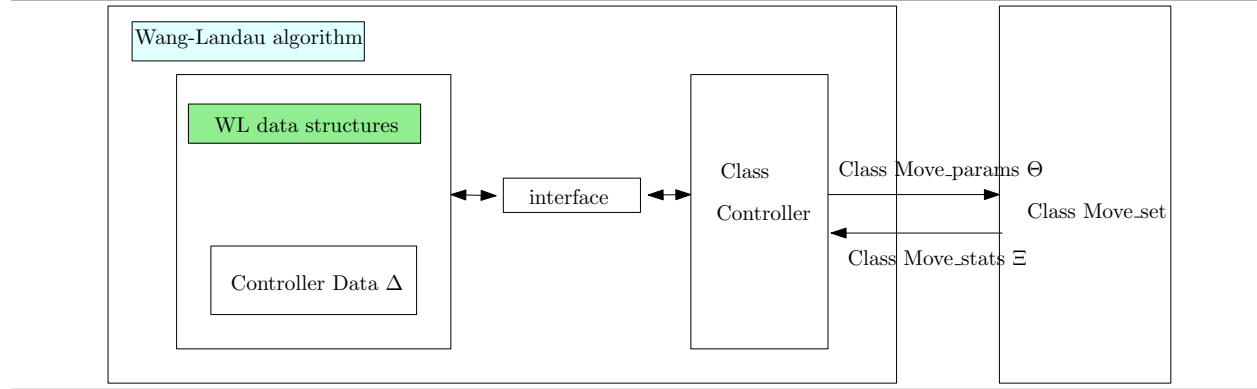 Wang-Landau algorithm
WL data structures
Controller Data Δ
interface
Class
Controller
Class Move_params Θ
Class Move_stats Ξ
Class Move_set